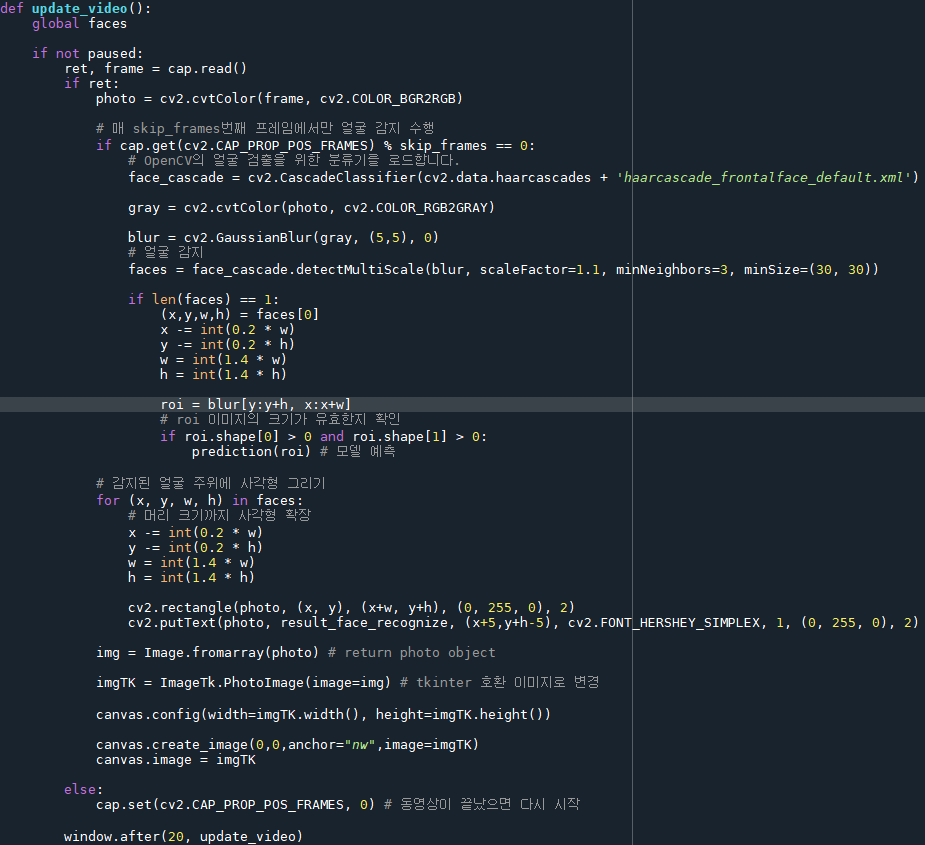 def update_video():
    global faces

    if not paused:
        ret, frame = cap.read()
        if ret:
            photo = cv2.cvtColor(frame, cv2.COLOR_BGR2RGB)

            # 매 skip_frames번째 프레임에서만 얼굴 감지 수행
            if cap.get(cv2.CAP_PROP_POS_FRAMES) % skip_frames == 0:
                # OpenCV의 얼굴 검출을 위한 분류기를 로드합니다.
                face_cascade = cv2.CascadeClassifier(cv2.data.haarcascades + 'haarcascade_frontalface_default.xml')

                gray = cv2.cvtColor(photo, cv2.COLOR_RGB2GRAY)

                blur = cv2.GaussianBlur(gray, (5,5), 0)
                # 얼굴 감지
                faces = face_cascade.detectMultiScale(blur, scaleFactor=1.1, minNeighbors=3, minSize=(30, 30))

                if len(faces) == 1:
                    (x,y,w,h) = faces[0]
                    x -= int(0.2 * w)
                    y -= int(0.2 * h)
                    w = int(1.4 * w)
                    h = int(1.4 * h)

                    roi = blur[y:y+h, x:x+w]
                    # roi 이미지의 크기가 유효한지 확인
                    if roi.shape[0] > 0 and roi.shape[1] > 0:
                        prediction(roi) # 모델 예측

            # 감지된 얼굴 주위에 사각형 그리기
            for (x, y, w, h) in faces:
                # 머리 크기까지 사각형 확장
                x -= int(0.2 * w)
                y -= int(0.2 * h)
                w = int(1.4 * w)
                h = int(1.4 * h)

                cv2.rectangle(photo, (x, y), (x+w, y+h), (0, 255, 0), 2)
                cv2.putText(photo, result_face_recognize, (x+5,y+h-5), cv2.FONT_HERSHEY_SIMPLEX, 1, (0, 255, 0), 2)

            img = Image.fromarray(photo) # return photo object

            imgTK = ImageTk.PhotoImage(image=img) # tkinter 호환 이미지로 변경

            canvas.config(width=imgTK.width(), height=imgTK.height())

            canvas.create_image(0,0,anchor="nw",image=imgTK)
            canvas.image = imgTK

        else:
            cap.set(cv2.CAP_PROP_POS_FRAMES, 0) # 동영상이 끝났으면 다시 시작

        window.after(20, update_video)